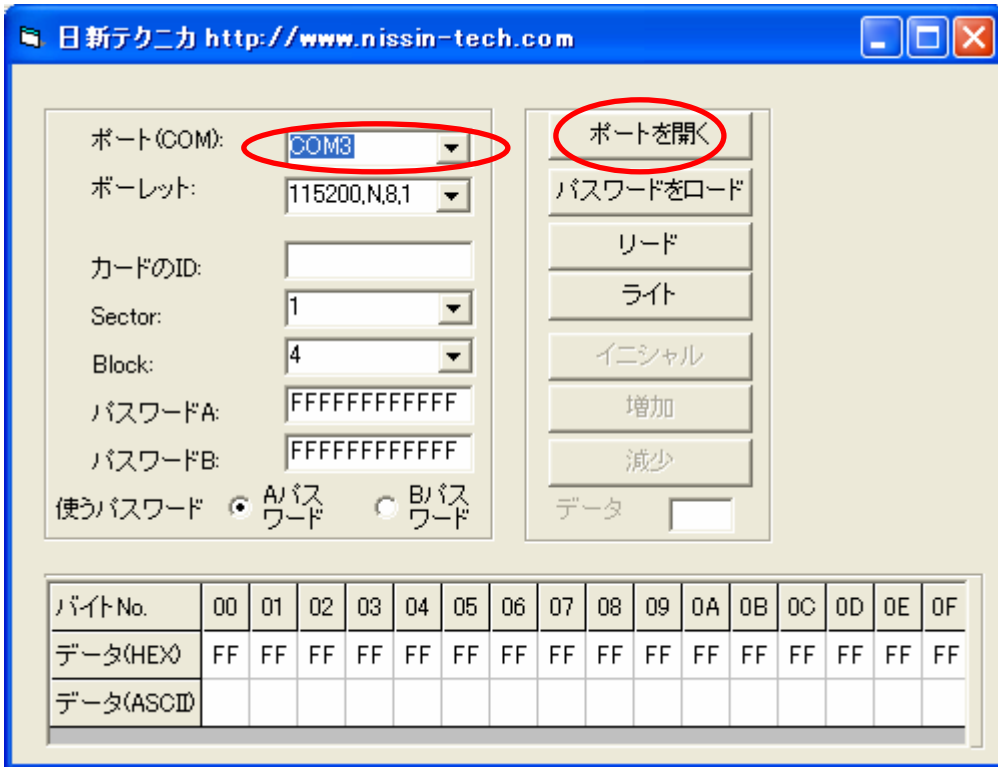 日新テクニカ http://www.nissin-tech.com
ポート(COM): COM3
ボーレット: 115200,N,8,1
カードのID:
Sector: 1
Block: 4
パスワードA: FFFFFFFFFFFF
パスワードB: FFFFFFFFFFFF
使うパスワード Aパスワード Bパスワード
ポートを開く
パスワードをロード
リード
ライト
イニシャル
増加
減少
データ
バイトNo. 00 01 02 03 04 05 06 07 08 09 0A 0B 0C 0D 0E 0F
データ(HEX) FF FF FF FF FF FF FF FF FF FF FF FF FF FF FF FF
データ(ASCII)